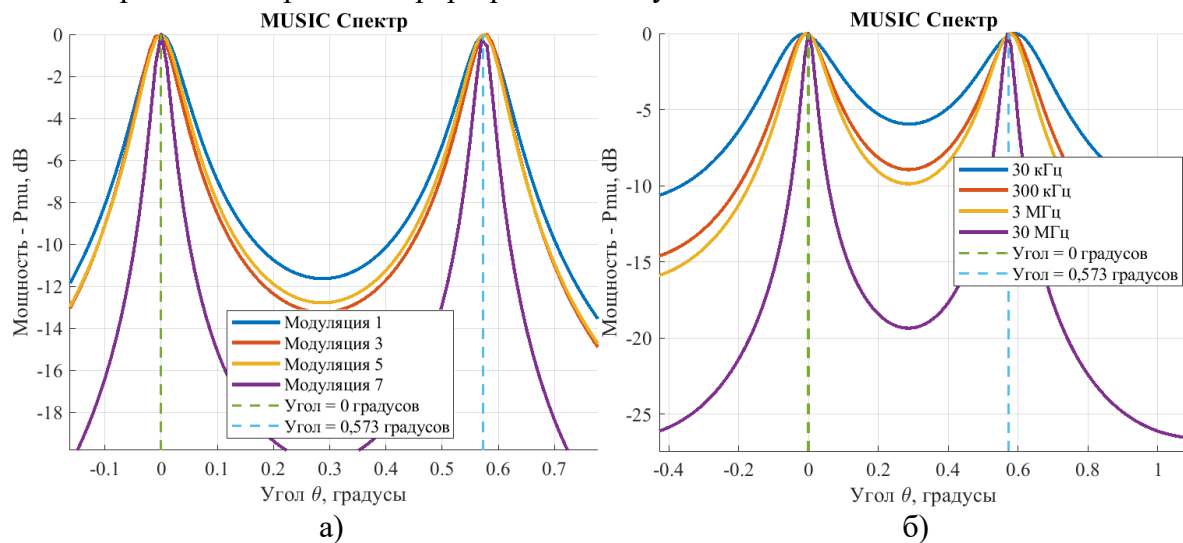 MUSIC Спектр
0
-2
-4
-6
-8
-10
-12
-14
-16
-18
Мощность - Pmu, dB
Модуляция 1
Модуляция 3
Модуляция 5
Модуляция 7
Угол = 0 градусов
Угол = 0,573 градусов
-0.1 0 0.1 0.2 0.3 0.4 0.5 0.6 0.7
Угол θ, градусы
а)
MUSIC Спектр
0
-5
-10
-15
-20
-25
Мощность - Pmu, dB
30 кГц
300 кГц
3 МГц
30 МГц
Угол = 0 градусов
Угол = 0,573 градусов
-0.4 -0.2 0 0.2 0.4 0.6 0.8 1
Угол θ, градусы
б)